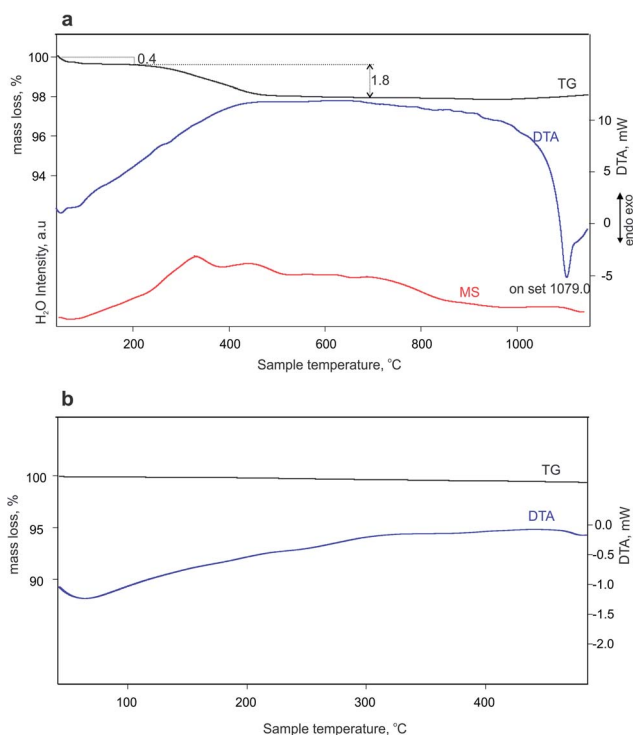 a
100
0.4
1.8
TG
98
96
94
mass loss, %
10
5
0
-5
DTA, mW
endo exo
DTA
H₂O Intensity, a.u
MS
on set 1079.0
200
400
600
800
1000
Sample temperature, °C
b
100
95
90
mass loss, %
TG
DTA
0.0
-0.5
-1.0
-1.5
-2.0
DTA, mW
100
200
300
400
Sample temperature, °C